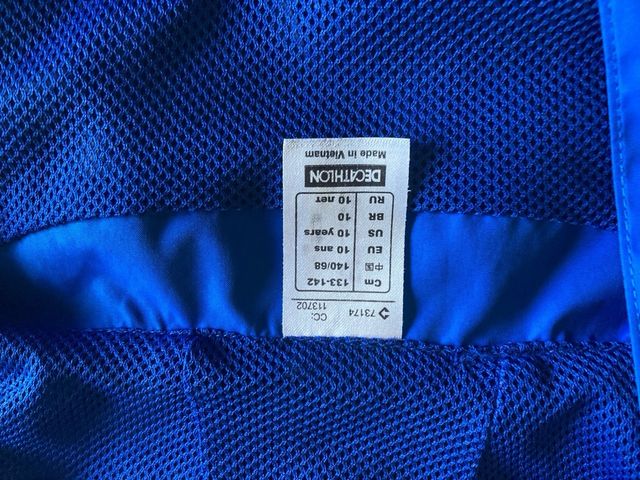 73174 CC:
113702
Cm 133-142
中国 140/68
EU 10 ans
US 10 years
BR 10
RU 10 лет
DECATHLON
Made in Vietnam